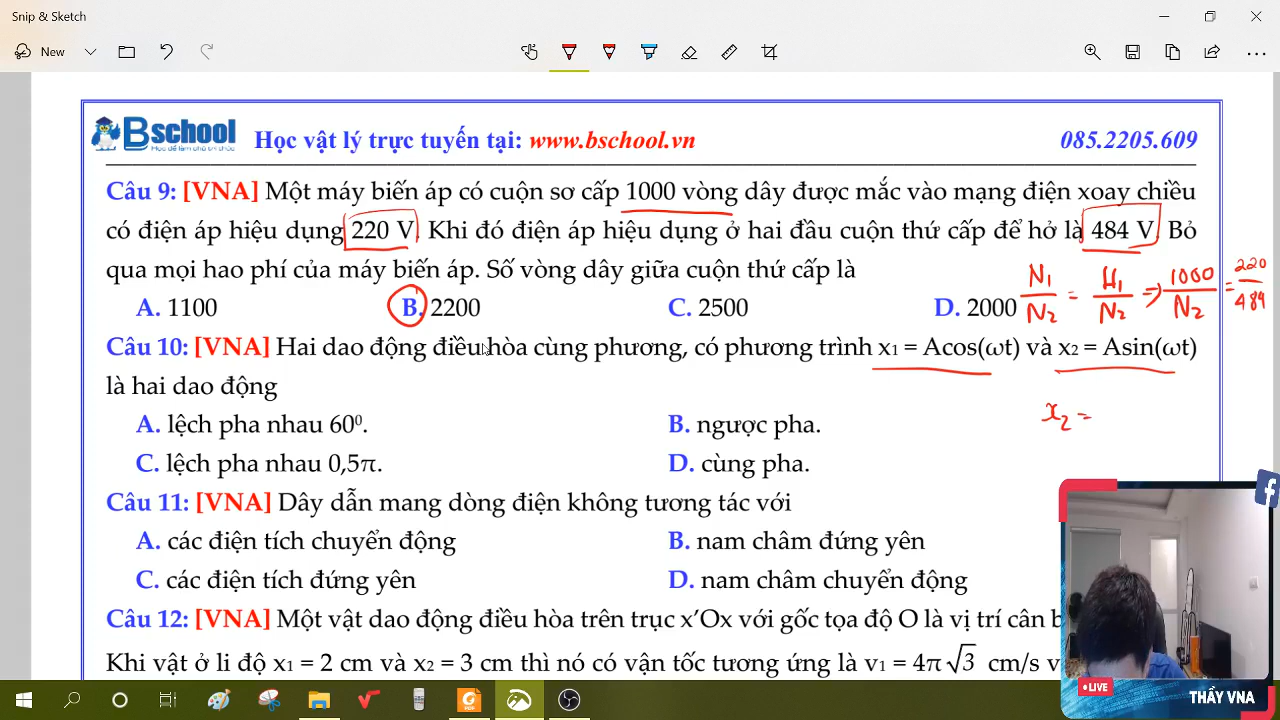 Snip & Sketch
New
Bschool
Học để làm chủ tri thức
Học vật lý trực tuyến tại: www.bschool.vn
085.2205.609
Câu 9: [VNA] Một máy biến áp có cuộn sơ cấp 1000 vòng dây được mắc vào mạng điện xoay chiều
có điện áp hiệu dụng 220 V. Khi đó điện áp hiệu dụng ở hai đầu cuộn thứ cấp để hở là 484 V. Bỏ
qua mọi hao phí của máy biến áp. Số vòng dây giữa cuộn thứ cấp là
N₁/N₂ = U₁/N₂ => 1000/N₂ = 220/484
A. 1100 B. 2200 C. 2500 D. 2000
Câu 10: [VNA] Hai dao động điều hòa cùng phương, có phương trình x₁ = Acos(ωt) và x₂ = Asin(ωt)
là hai dao động
x₂ =
A. lệch pha nhau 60⁰. B. ngược pha.
C. lệch pha nhau 0,5π. D. cùng pha.
Câu 11: [VNA] Dây dẫn mang dòng điện không tương tác với
A. các điện tích chuyển động B. nam châm đứng yên
C. các điện tích đứng yên D. nam châm chuyển động
Câu 12: [VNA] Một vật dao động điều hòa trên trục x'Ox với gốc tọa độ O là vị trí cân
Khi vật ở li độ x₁ = 2 cm và x₂ = 3 cm thì nó có vận tốc tương ứng là v₁ = 4π√3 cm/s v
LIVE
THẦY VNA